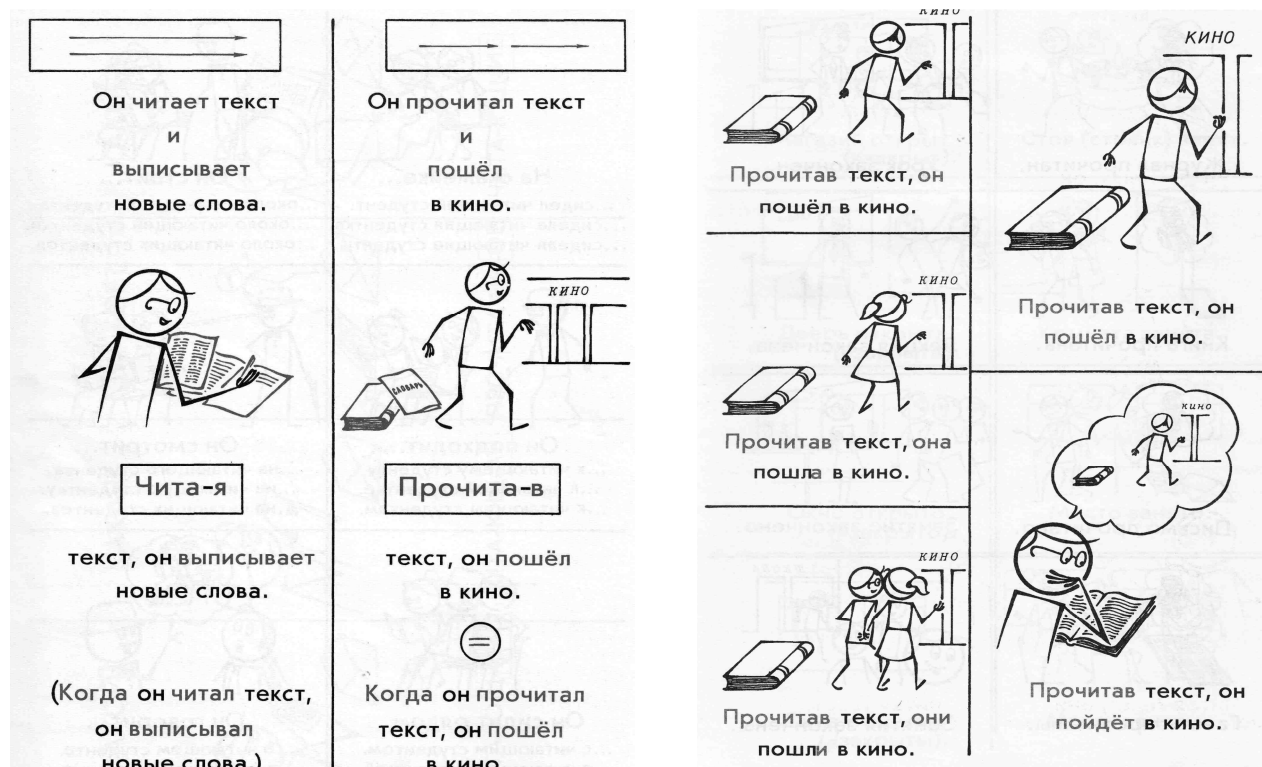 Он читает текст
и
выписывает
новые слова.
Чита-я
текст, он выписывает
новые слова.
(Когда он читал текст,
он выписывал
новые слова.)
Он прочитал текст
и
пошёл
в кино.
КИНО
СЛОВАРЬ
Прочита-в
текст, он пошёл
в кино.
=
Когда он прочитал
текст, он пошёл
в кино.
КИНО
Прочитав текст, он
пошёл в кино.
КИНО
Прочитав текст, она
пошла в кино.
КИНО
Прочитав текст, они
пошли в кино.
КИНО
Прочитав текст, он
пошёл в кино.
КИНО
Прочитав текст, он
пойдёт в кино.